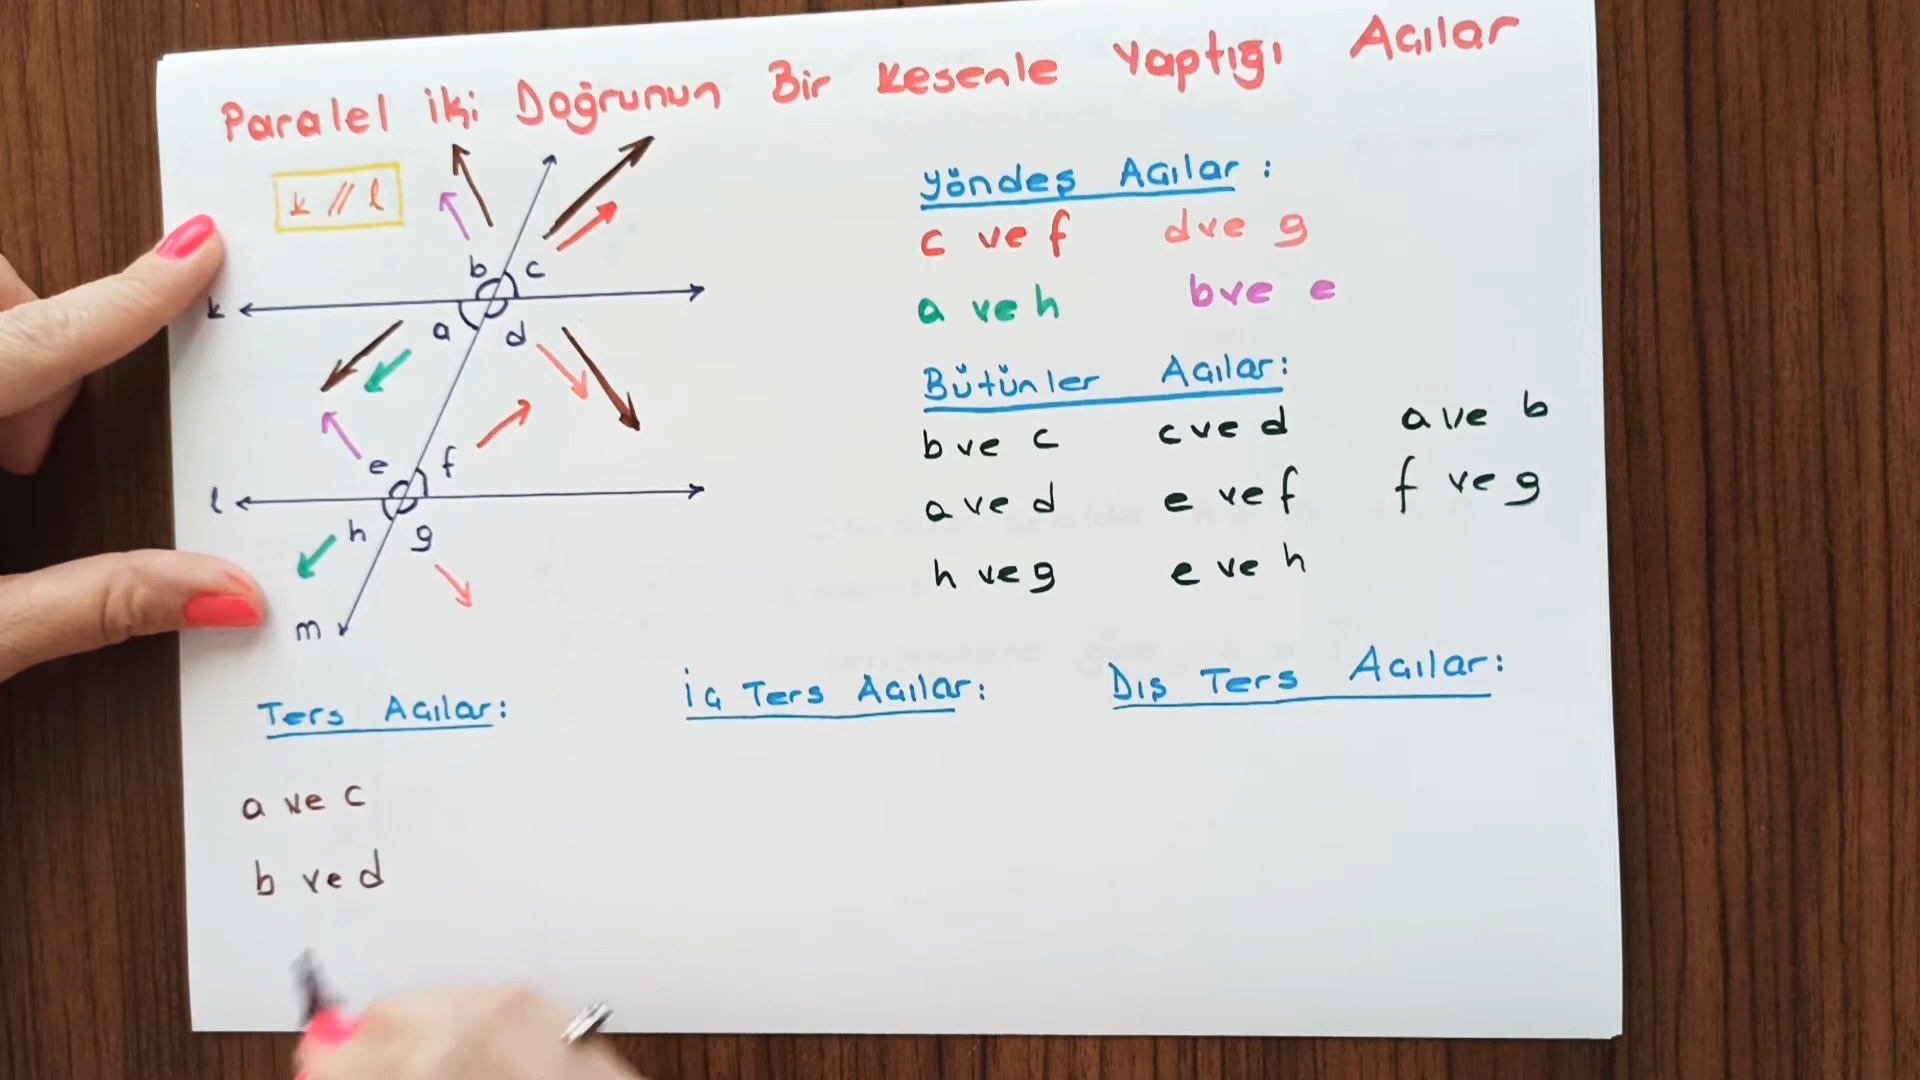 Paralel İki Doğrunun Bir Kesenle Yaptığı Açılar
k // l
b c
k
a d
e f
l
h g
m
Yöndeş Açılar :
c ve f d ve g
a ve h b ve e
Bütünler Açılar:
b ve c c ve d a ve b
a ve d e ve f f ve g
h ve g e ve h
Ters Açılar:
a ve c
b ve d
İç Ters Açılar:
Dış Ters Açılar: